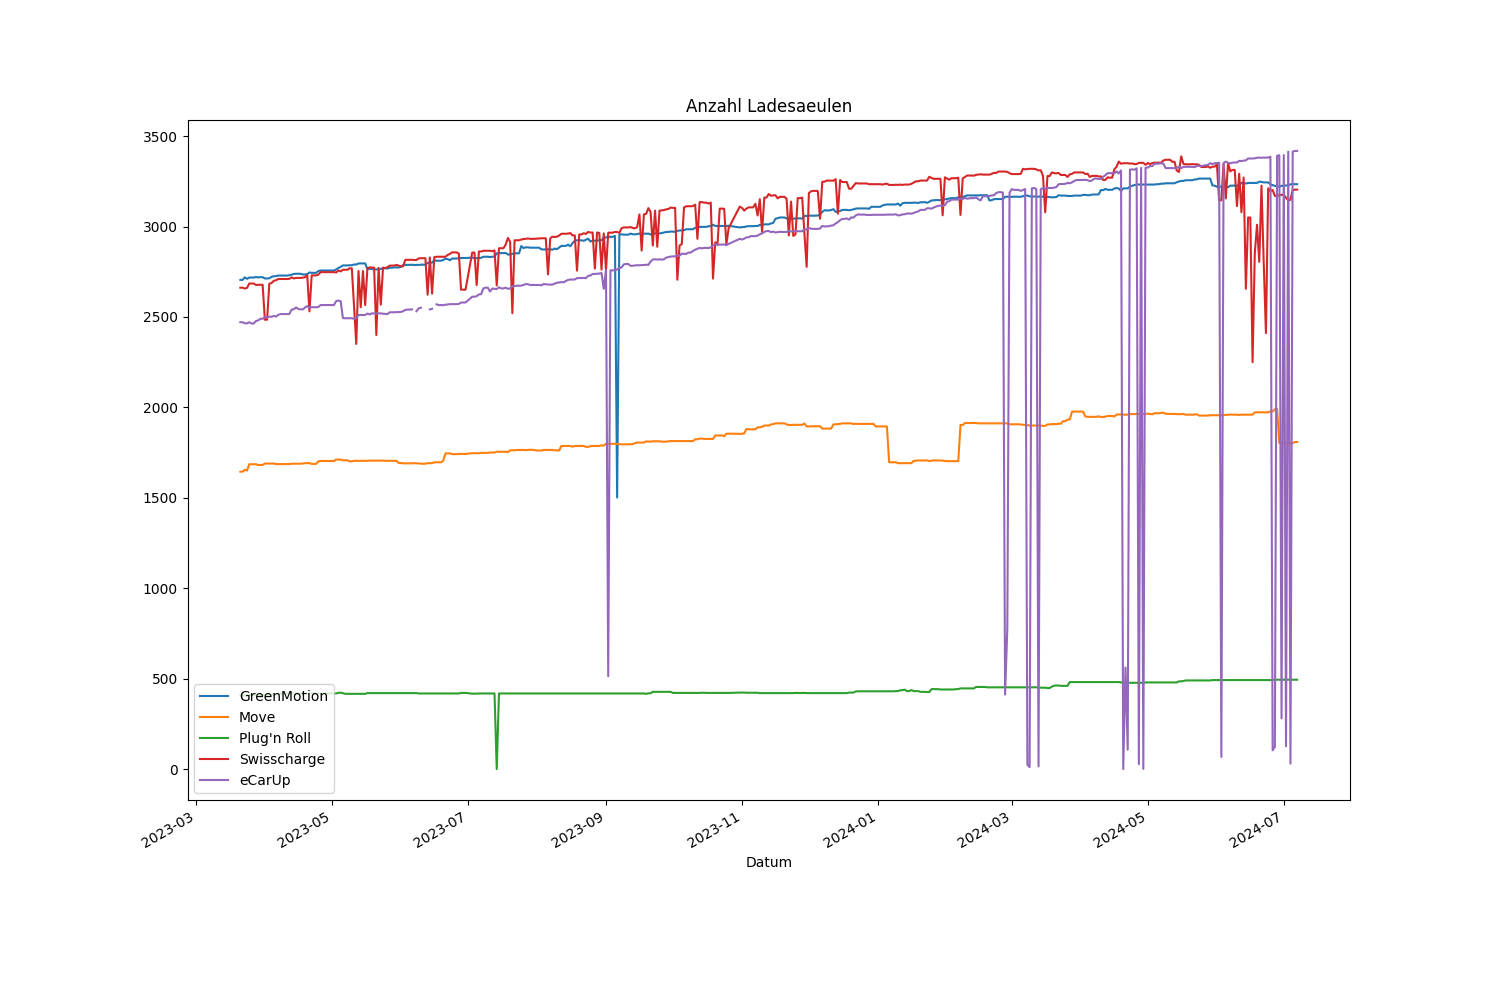 Anzahl Ladesaeulen
3500
3000
2500
2000
1500
1000
500
0
GreenMotion
Move
Plug'n Roll
Swisscharge
eCarUp
2023-03
2023-05
2023-07
2023-09
2023-11
2024-01
2024-03
2024-05
2024-07
Datum